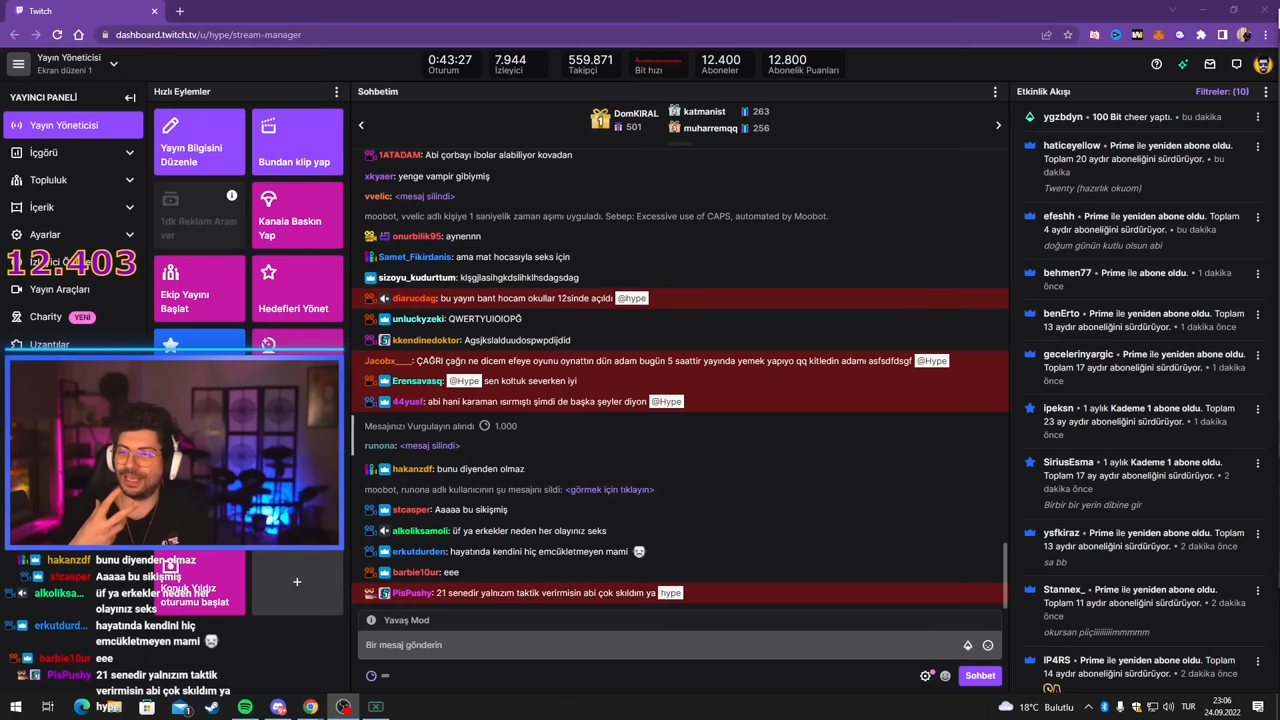 Twitch
dashboard.twitch.tv/u/hype/stream-manager
Yayın Yöneticisi
Ekran düzeni 1
0:43:27
Oturum
7.944
İzleyici
559.871
Takipçi
Bit hızı
12.400
Aboneler
12.800
Abonelik Puanları
YAYINCI PANELİ
Yayın Yöneticisi
İçgörü
Topluluk
İçerik
Ayarlar
12.403
Yayın Araçları
Charity YENİ
Uzantılar
Hızlı Eylemler
Yayın Bilgisini
Düzenle
Bundan klip yap
1dk Reklam Arası
ver
Kanala Baskın
Yap
Ekip Yayını
Başlat
Hedefleri Yönet
Konuk Yıldız
oturumu başlat
hakanzdf bunu diyenden olmaz
stcasper Aaaaa bu sikişmiş
alkoliksa... üf ya erkekler neden her
olayınız seks
erkutdurd... hayatında kendini hiç
emcükletmeyen mami
barbie10ur eee
PisPushy 21 senedir yalnızım taktik
verirmisin abi çok skıldım ya
hype
Sohbetim
DomKIRAL
501
katmanist 263
muharremqq 256
1ATADAM: Abi çorbayı ibolar alabiliyor kovadan
xkyaer: yenge vampir gibiymiş
vvelic: <mesaj silindi>
moobot, vvelic adlı kişiye 1 saniyelik zaman aşımı uyguladı. Sebep: Excessive use of CAPS, automated by Moobot.
onurbilik95: aynennn
Samet_Fikirdanis: ama mat hocasıyla seks için
sizoyu_kudurttum: klşgjlasihgkdslihklhsdagsdag
diarucdag: bu yayın bant hocam okullar 12sinde açıldı @hype
unluckyzeki: QWERTYUIOIOPĞ
kkendinedoktor: Agsjkslalsduudospwpdijdid
Jacobx____: ÇAĞRI çağrı ne dicem efeye oyunu oynattın dün adam bugün 5 saattir yayında yemek yapıyo qq kitledin adamı asfsdfdsgf @Hype
Erensavasq: @Hype sen koltuk severken iyi
44yusf: abi hani karaman ısırmıştı şimdi de başka şeyler diyon @Hype
Mesajınızı Vurgulayın alındı 1.000
runona: <mesaj silindi>
hakanzdf: bunu diyenden olmaz
moobot, runona adlı kullanıcının şu mesajını sildi: <görmek için tıklayın>
stcasper: Aaaaa bu sikişmiş
alkoliksamoli: üf ya erkekler neden her olayınız seks
erkutdurden: hayatında kendini hiç emcükletmeyen mami
barbie10ur: eee
PisPushy: 21 senedir yalnızım taktik verirmisin abi çok skıldım ya hype
Yavaş Mod
Bir mesaj gönderin
Sohbet
Etkinlik Akışı
Filtreler: (10)
ygzbdyn • 100 Bit cheer yaptı. • bu dakika
haticeyellow • Prime ile yeniden abone oldu.
Toplam 20 aydır aboneliğini sürdürüyor. • bu
dakika
Twenty (hazırlık okuom)
efeshh • Prime ile yeniden abone oldu. Toplam
4 aydır aboneliğini sürdürüyor. • bu dakika
doğum günün kutlu olsun abi
behmen77 • Prime ile abone oldu. • 1 dakika
önce
benErto • Prime ile yeniden abone oldu. Toplam
13 aydır aboneliğini sürdürüyor. • 1 dakika önce
gecelerinyargic • Prime ile yeniden abone oldu.
Toplam 17 aydır aboneliğini sürdürüyor. • 1
dakika önce
ipeksn • 1 aylık Kademe 1 abone oldu. Toplam
23 ay aydır aboneliğini sürdürüyor. • 1 dakika
önce
SiriusEsma • 1 aylık Kademe 1 abone oldu.
Toplam 17 ay aydır aboneliğini sürdürüyor. • 2
dakika önce
Birbir bir yerin dibine gir
ysfkiraz • Prime ile yeniden abone oldu. Toplam
13 aydır aboneliğini sürdürüyor. • 2 dakika önce
sa bb
Stannex_ • Prime ile yeniden abone oldu.
Toplam 11 aydır aboneliğini sürdürüyor. • 2
dakika önce
okursan piiçiiiiiiiiimmmmm
IP4RS • Prime ile yeniden abone oldu. Toplam
14 aydır aboneliğini sürdürüyor. • 2 dakika önce
18°C Bulutlu
TUR
23:06
24.09.2022